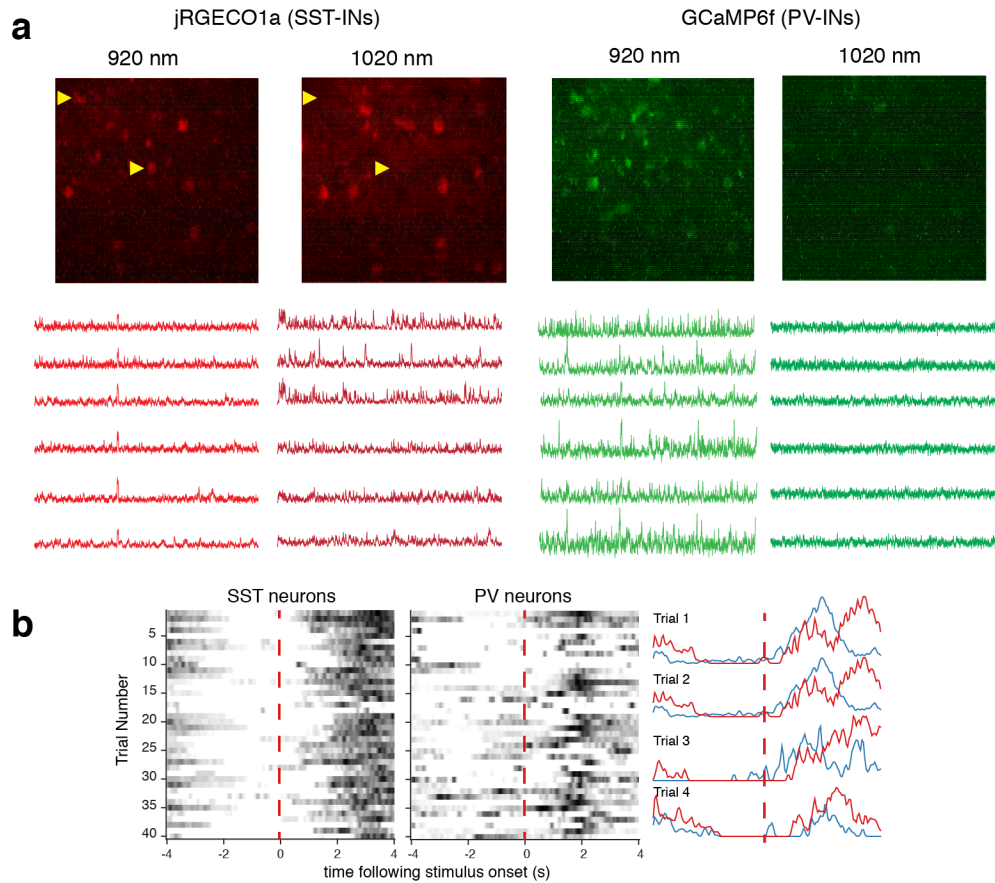 a
jRGECO1a (SST-INs)
GCaMP6f (PV-INs)
920 nm
1020 nm
920 nm
1020 nm
b
SST neurons
PV neurons
Trial Number
5
10
15
20
25
30
35
40
-4
-2
0
2
4
-4
-2
0
2
4
time following stimulus onset (s)
Trial 1
Trial 2
Trial 3
Trial 4